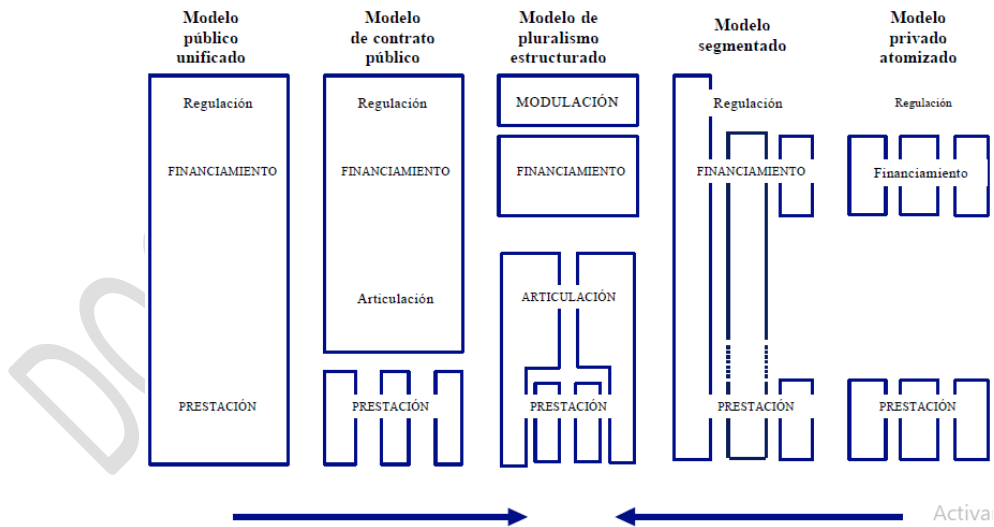 Modelo
público
unificado
Modelo
de contrato
público
Modelo de
pluralismo
estructurado
Modelo
segmentado
Modelo
privado
atomizado
Regulación
Regulación
MODULACIÓN
Regulación
Regulación
FINANCIAMIENTO
FINANCIAMIENTO
FINANCIAMIENTO
FINANCIAMIENTO
Financiamiento
Articulación
ARTICULACIÓN
PRESTACIÓN
PRESTACIÓN
PRESTACIÓN
PRESTACIÓN
PRESTACIÓN